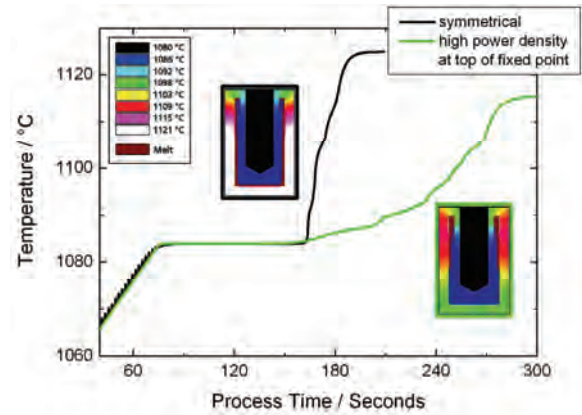 symmetrical
high power density
at top of fixed point
1080 °C
1086 °C
1092 °C
1098 °C
1103 °C
1109 °C
1115 °C
1121 °C
Melt
Temperature / °C
1120
1100
1080
1060
60
120
180
240
300
Process Time / Seconds